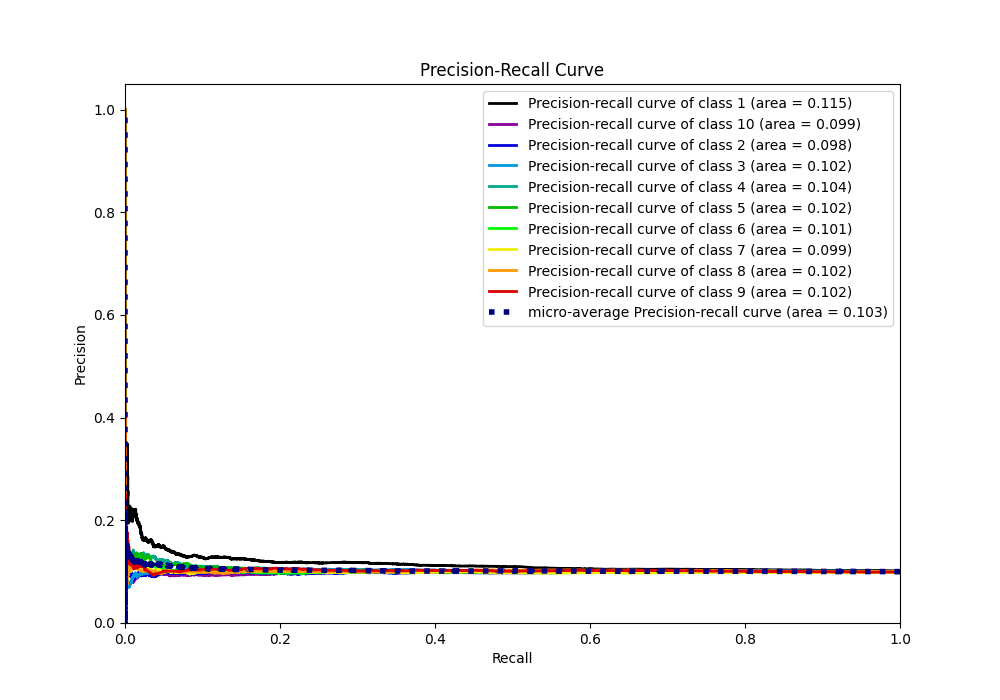 Precision-Recall Curve
1.0
0.8
0.6
0.4
0.2
0.0
Precision
0.0
0.2
0.4
0.6
0.8
1.0
Recall
Precision-recall curve of class 1 (area = 0.115)
Precision-recall curve of class 10 (area = 0.099)
Precision-recall curve of class 2 (area = 0.098)
Precision-recall curve of class 3 (area = 0.102)
Precision-recall curve of class 4 (area = 0.104)
Precision-recall curve of class 5 (area = 0.102)
Precision-recall curve of class 6 (area = 0.101)
Precision-recall curve of class 7 (area = 0.099)
Precision-recall curve of class 8 (area = 0.102)
Precision-recall curve of class 9 (area = 0.102)
micro-average Precision-recall curve (area = 0.103)